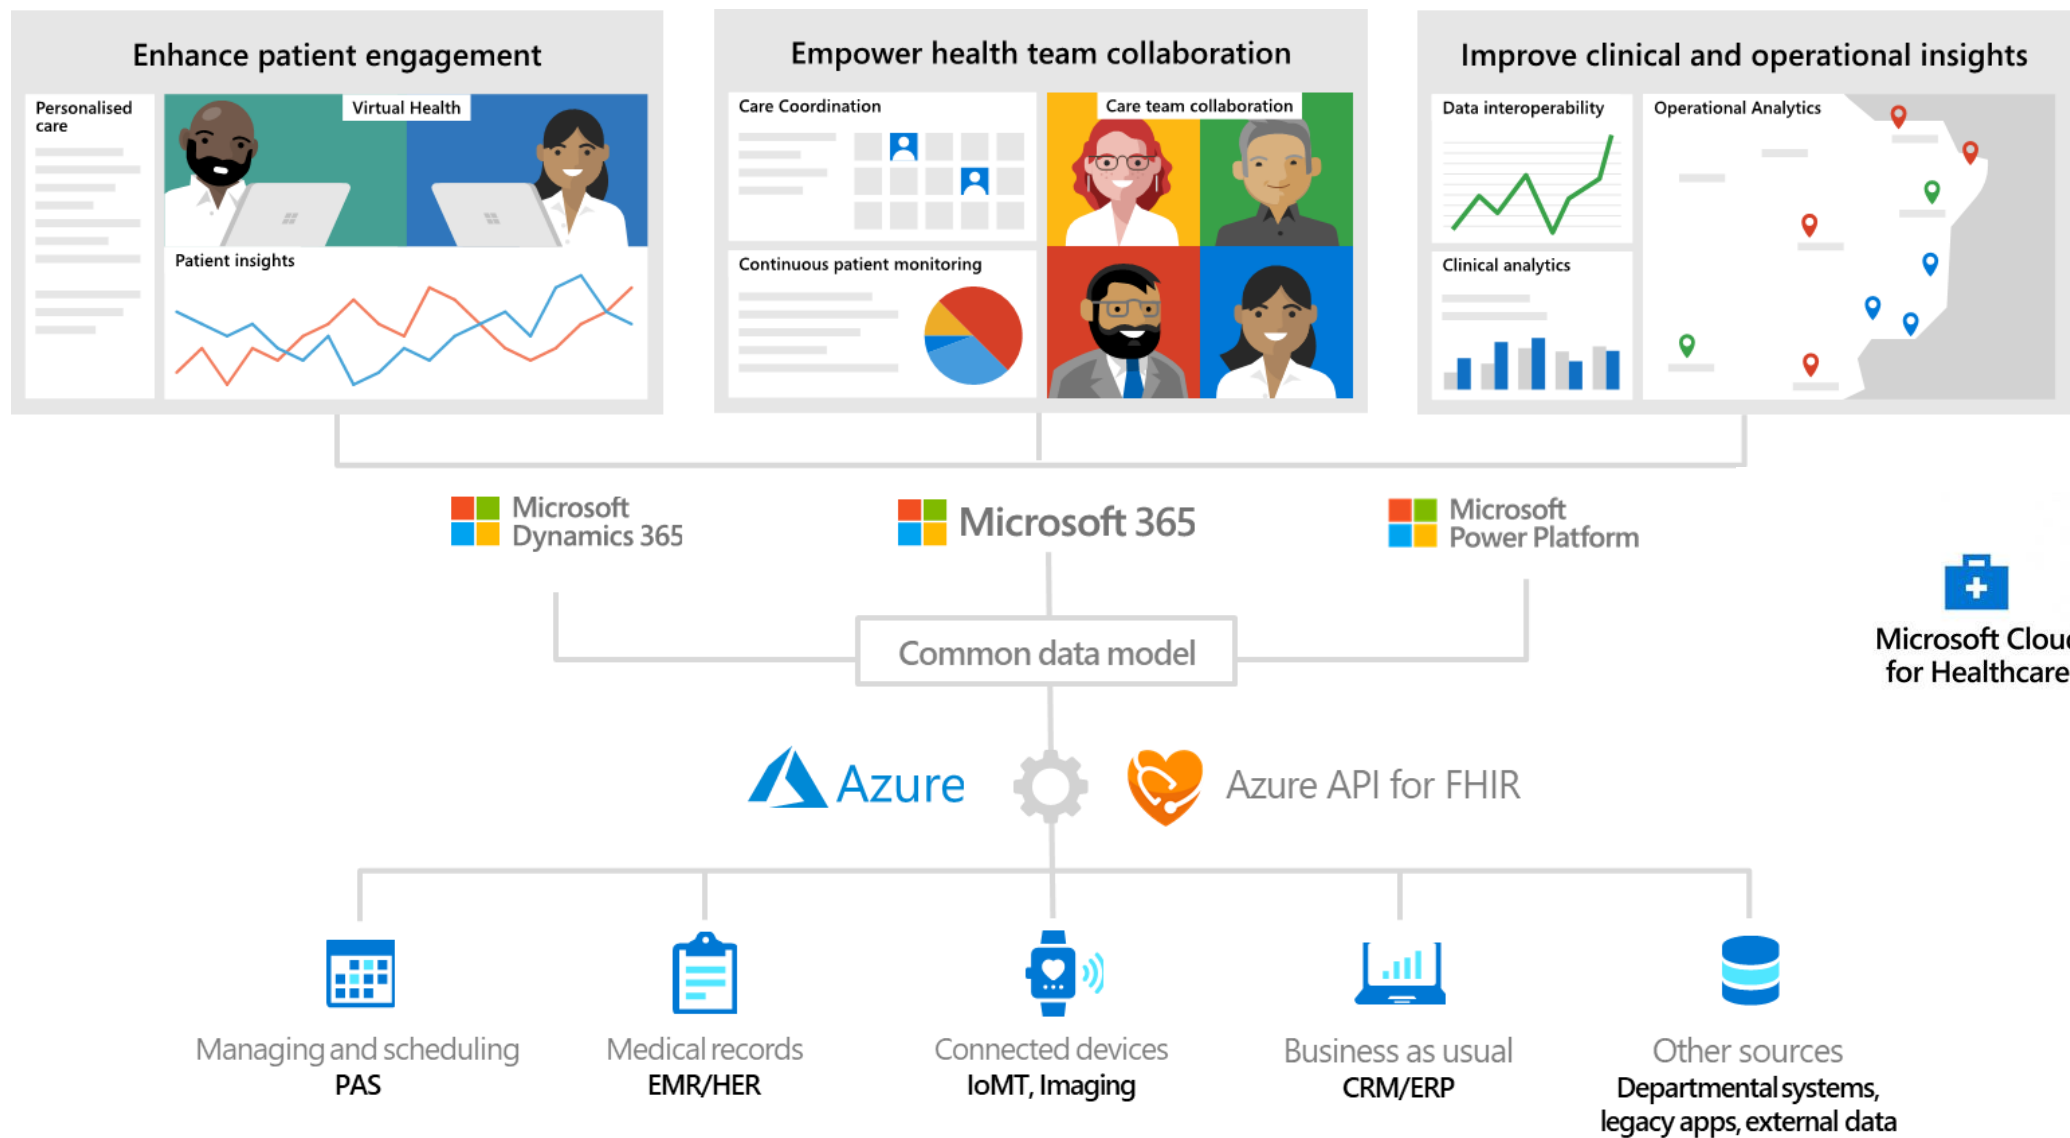 Enhance patient engagement
Personalised
care
Virtual Health
Patient insights
Empower health team collaboration
Care Coordination
Care team collaboration
Continuous patient monitoring
Improve clinical and operational insights
Data interoperability
Operational Analytics
Clinical analytics
Microsoft
Dynamics 365
Microsoft 365
Microsoft
Power Platform
Common data model
Microsoft Cloud
for Healthcare
Azure
Azure API for FHIR
Managing and scheduling
PAS
Medical records
EMR/HER
Connected devices
IoMT, Imaging
Business as usual
CRM/ERP
Other sources
Departmental systems,
legacy apps, external data